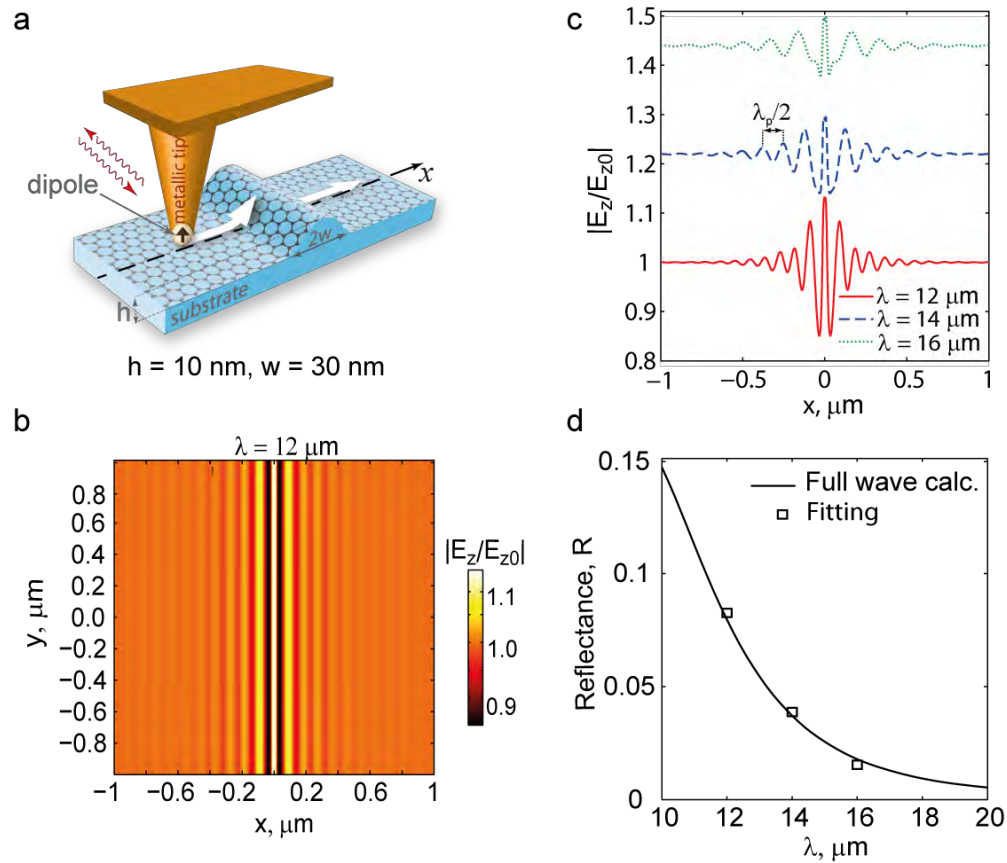 a
metallic tip
dipole
x
2w
h
substrate
h = 10 nm, w = 30 nm
b
λ = 12 μm
0.8
0.6
0.4
0.2
0.0
−0.2
−0.4
−0.6
−0.8
y, μm
−1
−0.6
−0.2
0.2
0.6
1
x, μm
|E_z/E_z0|
1.1
1.0
0.9
c
1.5
1.4
1.3
1.2
1.1
1
0.9
0.8
|E_z/E_z0|
λ_p/2
λ = 12 μm
λ = 14 μm
λ = 16 μm
−1
−0.5
0
0.5
1
x, μm
d
0.15
0.1
0.05
0
Reflectance, R
Full wave calc.
Fitting
10
12
14
16
18
20
λ, μm